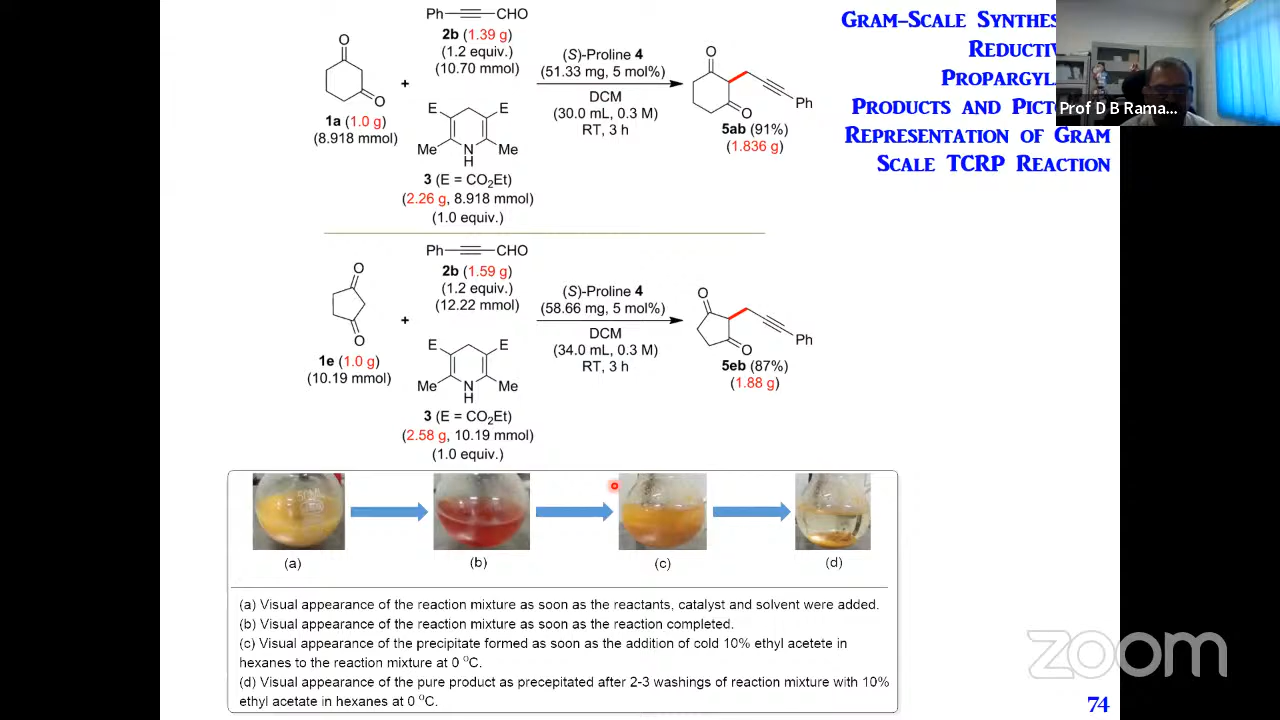 GRAM-SCALE
REDUCTIV
PROPARGYL
PRODUCTS AND
REPRESENTATION OF GRAM
SCALE TCRP REACTION
Prof D B Rama...
Ph
CHO
2b (1.39 g)
(1.2 equiv.)
(10.70 mmol)
O
O
1a (1.0 g)
(8.918 mmol)
+
E
E
Me
N
H
Me
3 (E = CO2Et)
(2.26 g, 8.918 mmol)
(1.0 equiv.)
(S)-Proline 4
(51.33 mg, 5 mol%)
DCM
(30.0 mL, 0.3 M)
RT, 3 h
O
O
Ph
5ab (91%)
(1.836 g)
Ph
CHO
2b (1.59 g)
(1.2 equiv.)
(12.22 mmol)
O
O
1e (1.0 g)
(10.19 mmol)
+
E
E
Me
N
H
Me
3 (E = CO2Et)
(2.58 g, 10.19 mmol)
(1.0 equiv.)
(S)-Proline 4
(58.66 mg, 5 mol%)
DCM
(34.0 mL, 0.3 M)
RT, 3 h
O
O
Ph
5eb (87%)
(1.88 g)
(a)
(b)
(c)
(d)
(a) Visual appearance of the reaction mixture as soon as the reactants, catalyst and solvent were added.
(b) Visual appearance of the reaction mixture as soon as the reaction completed.
(c) Visual appearance of the precipitate formed as soon as the addition of cold 10% ethyl acetete in
hexanes to the reaction mixture at 0 °C.
(d) Visual appearance of the pure product as precepitated after 2-3 washings of reaction mixture with 10%
ethyl acetate in hexanes at 0 °C.
zoom
74